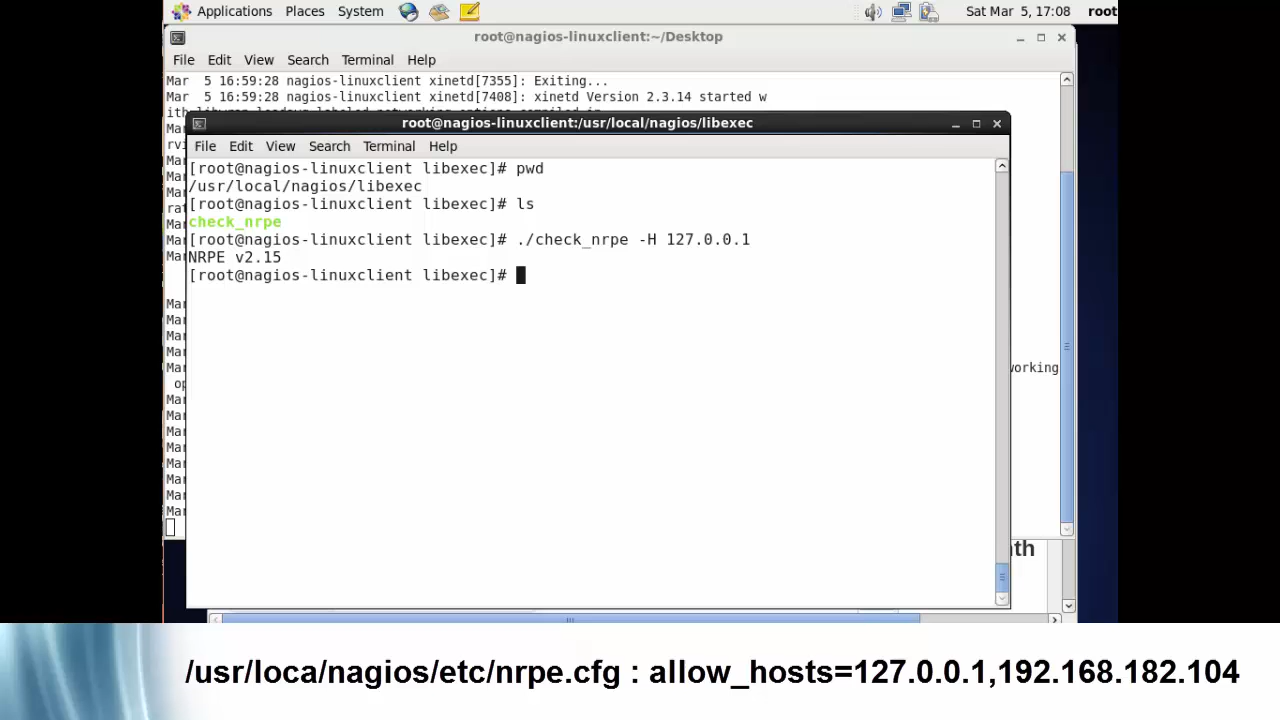 Applications Places System Sat Mar 5, 17:08 root
root@nagios-linuxclient:~/Desktop
File Edit View Search Terminal Help
Mar 5 16:59:28 nagios-linuxclient xinetd[7355]: Exiting...
Mar 5 16:59:28 nagios-linuxclient xinetd[7408]: xinetd Version 2.3.14 started w
root@nagios-linuxclient:/usr/local/nagios/libexec
File Edit View Search Terminal Help
[root@nagios-linuxclient libexec]# pwd
/usr/local/nagios/libexec
[root@nagios-linuxclient libexec]# ls
check_nrpe
[root@nagios-linuxclient libexec]# ./check_nrpe -H 127.0.0.1
NRPE v2.15
[root@nagios-linuxclient libexec]#
working
/usr/loca/nagios/etc/nrpe.cfg : allow_hosts=127.0.0.1,192.168.182.104